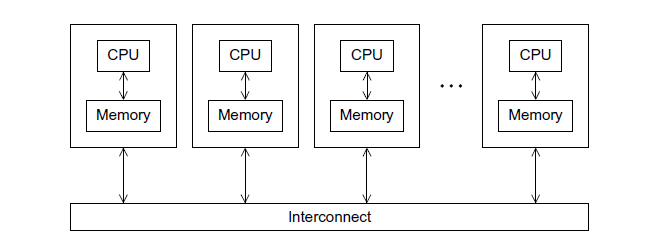 CPU CPU CPU CPU
...
Memory Memory Memory Memory
Interconnect